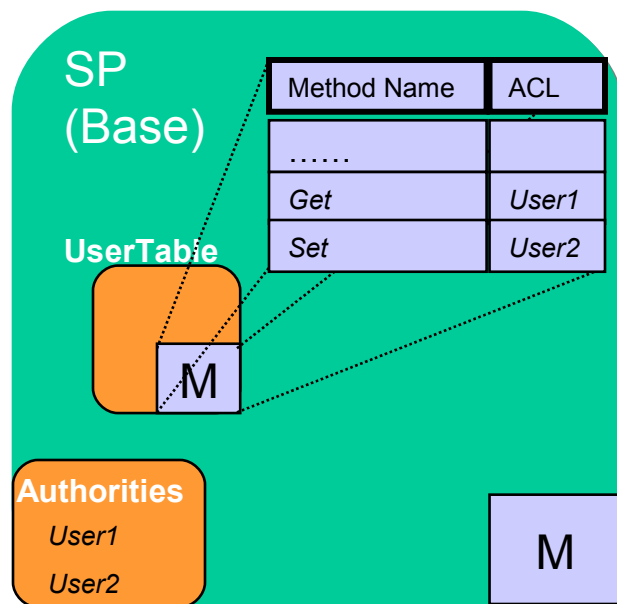 SP
(Base)
Method Name ACL
......
Get User1
Set User2
UserTable
M
Authorities
User1
User2
M